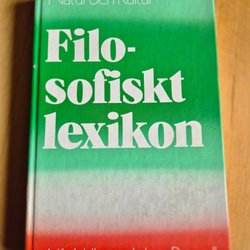 Natur och Kultur
Filo-
sofiskt
lexikon